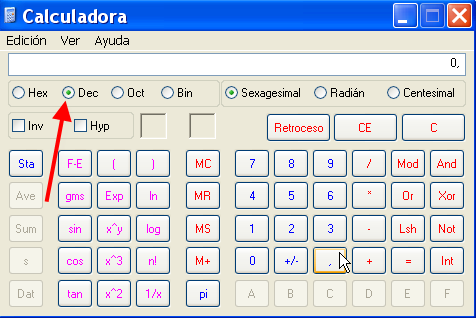 Calculadora
Edición Ver Ayuda
0,
Hex Dec Oct Bin Sexagesimal Radián Centesimal
Inv Hyp Retroceso CE C
Sta F-E ( ) MC 7 8 9 / Mod And
Ave gms Exp ln MR 4 5 6 * Or Xor
Sum sin x^y log MS 1 2 3 - Lsh Not
s cos x^3 n! M+ 0 +/- , + = Int
Dat tan x^2 1/x pi A B C D E F